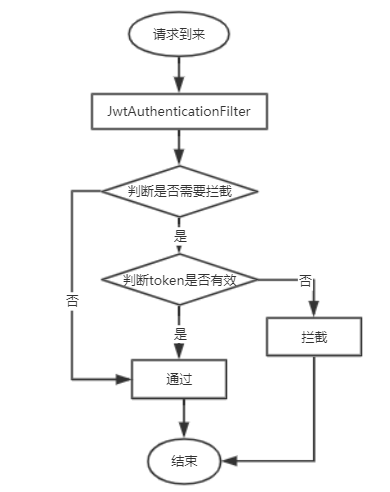 请求到来
JwtAuthenticationFilter
判断是否需要拦截
是
判断token是否有效
否
否
是
拦截
通过
结束